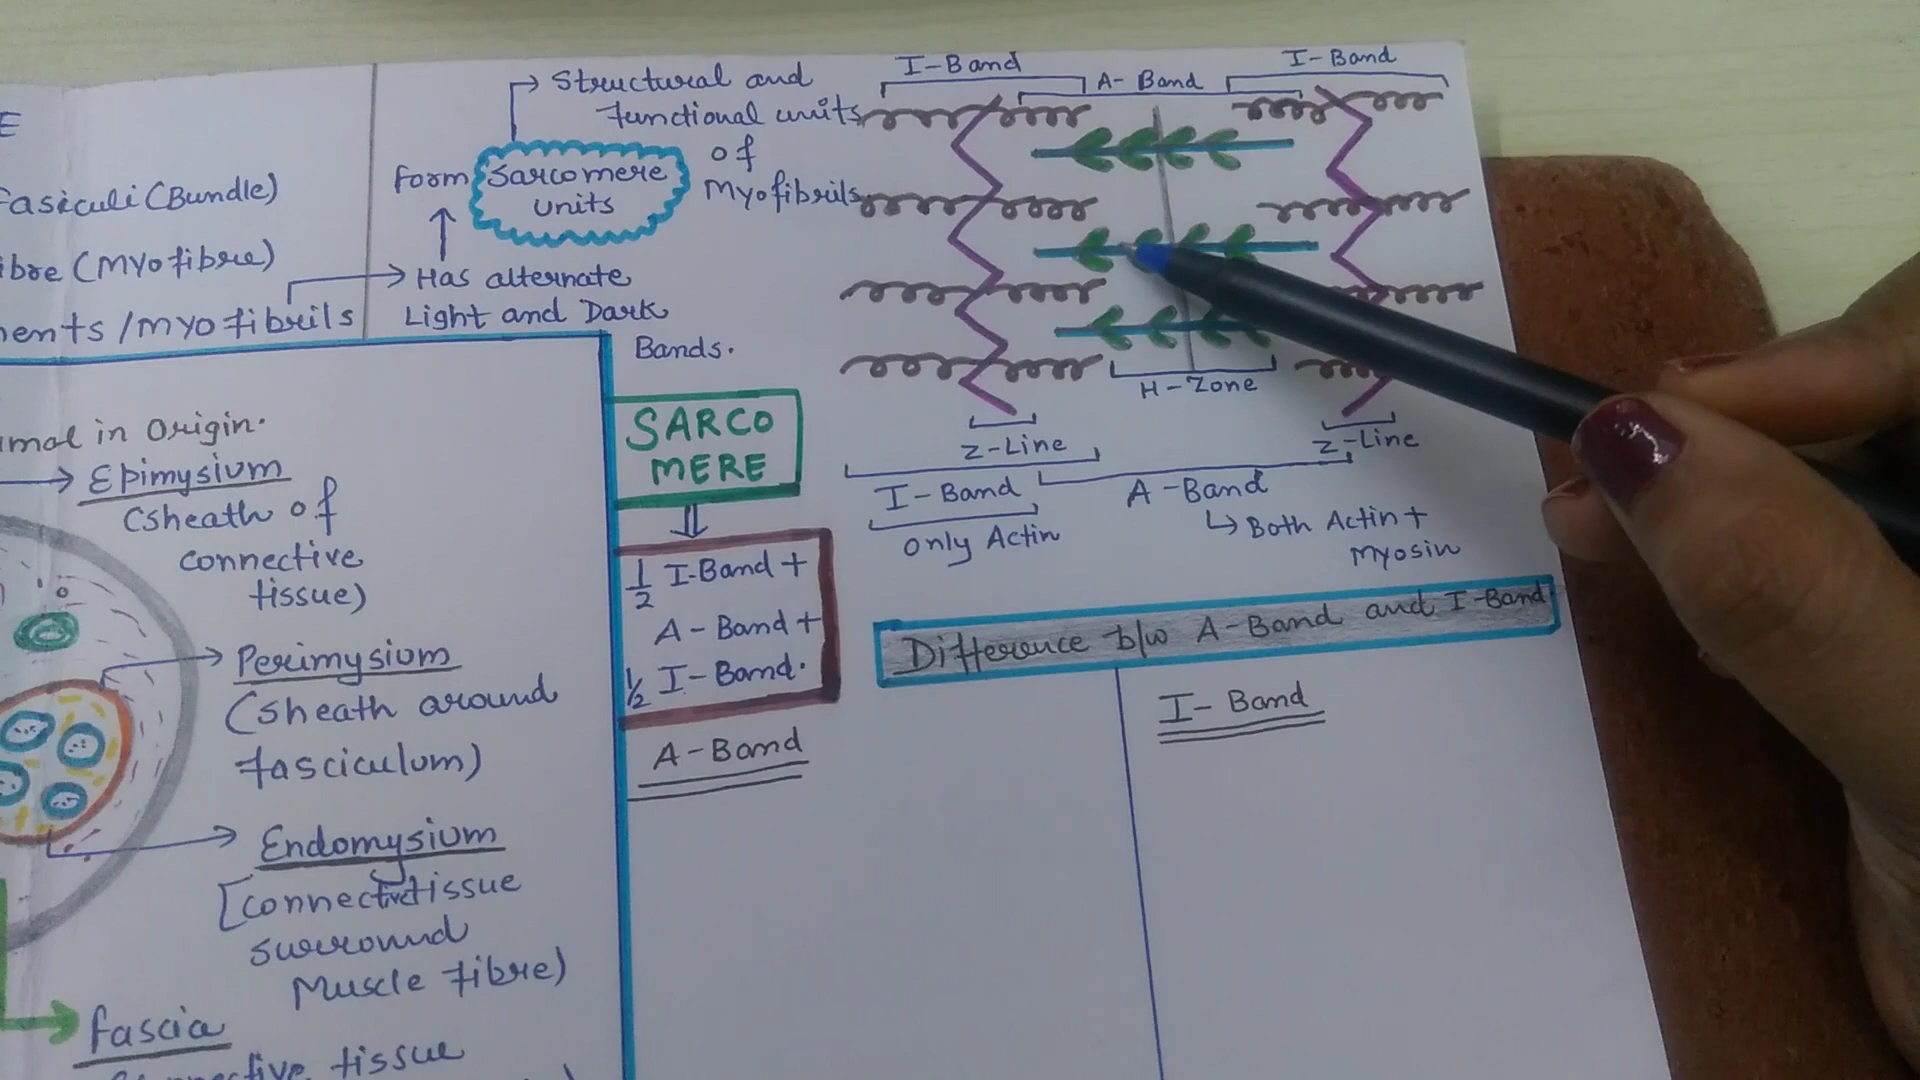 E
Fasiculi (Bundle)
ibre (Myofibre)
ments / myofibrils
Structural and
functional units
of
Myofibrils
form
Sarcomere
units
Has alternate
Light and Dark
Bands.
I-Band
A-Band
I-Band
H-Zone
Z-Line
Z-Line
I-Band
only Actin
A-Band
Both Actin +
Myosin
SARCO
MERE
1/2 I-Band +
A-Band +
1/2 I-Band.
Difference b/w A-Band and I-Band
A-Band
I-Band
mal in Origin.
Epimysium
(sheath of
connective
tissue)
Perimysium
(sheath around
fasciculum)
Endomysium
[connective tissue
surround
Muscle fibre)
fascia
tissue